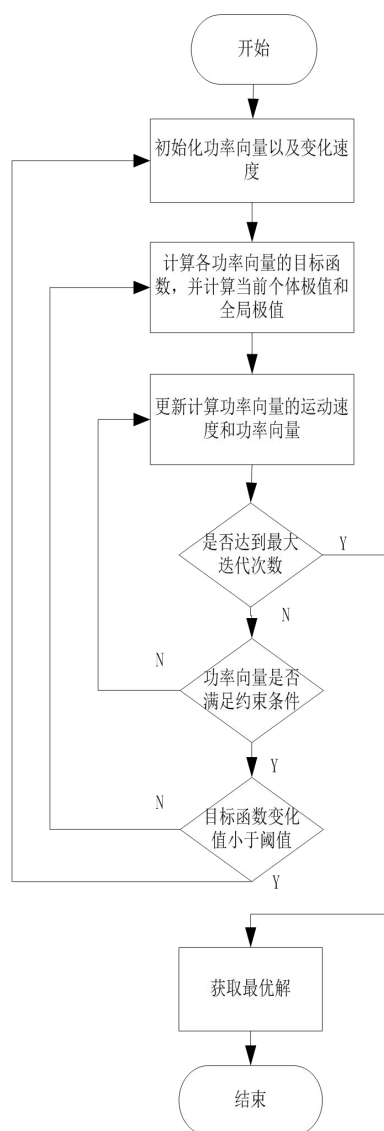 开始
初始化功率向量以及变化速
度
计算各功率向量的目标函
数，并计算当前个体极值和
全局极值
更新计算功率向量的运动速
度和功率向量
是否达到最大
迭代次数
Y
N
功率向量是否
满足约束条件
N
Y
目标函数变化
值小于阈值
N
Y
获取最优解
结束